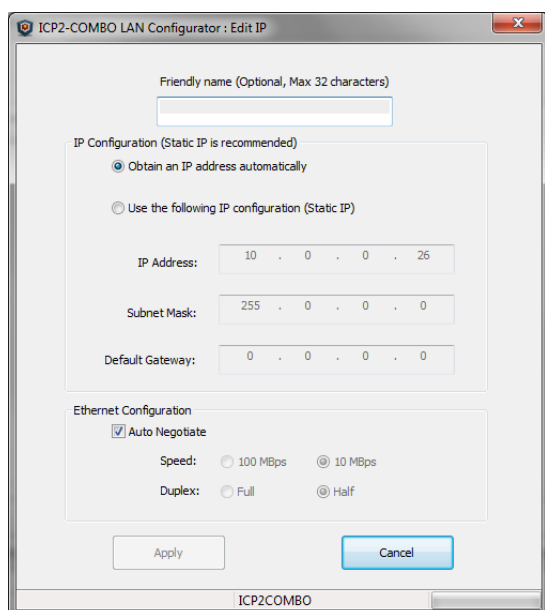 ICP2-COMBO LAN Configurator : Edit IP
Friendly name (Optional, Max 32 characters)
IP Configuration (Static IP is recommended)
Obtain an IP address automatically
Use the following IP configuration (Static IP)
IP Address: 10 . 0 . 0 . 26
Subnet Mask: 255 . 0 . 0 . 0
Default Gateway: 0 . 0 . 0 . 0
Ethernet Configuration
Auto Negotiate
Speed: 100 MBps 10 MBps
Duplex: Full Half
Apply Cancel
ICP2COMBO